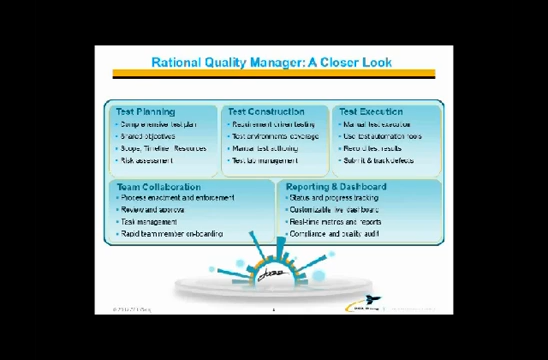 Rational Quality Manager: A Closer Look
Test Planning
• Comprehensive test plan
• Shared objectives
• Scope, Timeline, Resources
• Risk assessment
Test Construction
• Requirement driven testing
• Test environments coverage
• Manual test authoring
• Test lab management
Test Execution
• Manual test execution
• Use test automation tools
• Record test results
• Submit & track defects
Team Collaboration
• Process enactment and enforcement
• Review and approval
• Task management
• Rapid team member on-boarding
Reporting & Dashboard
• Status and progress tracking
• Customizable live dashboard
• Real-time metrics and reports
• Compliance and quality audit